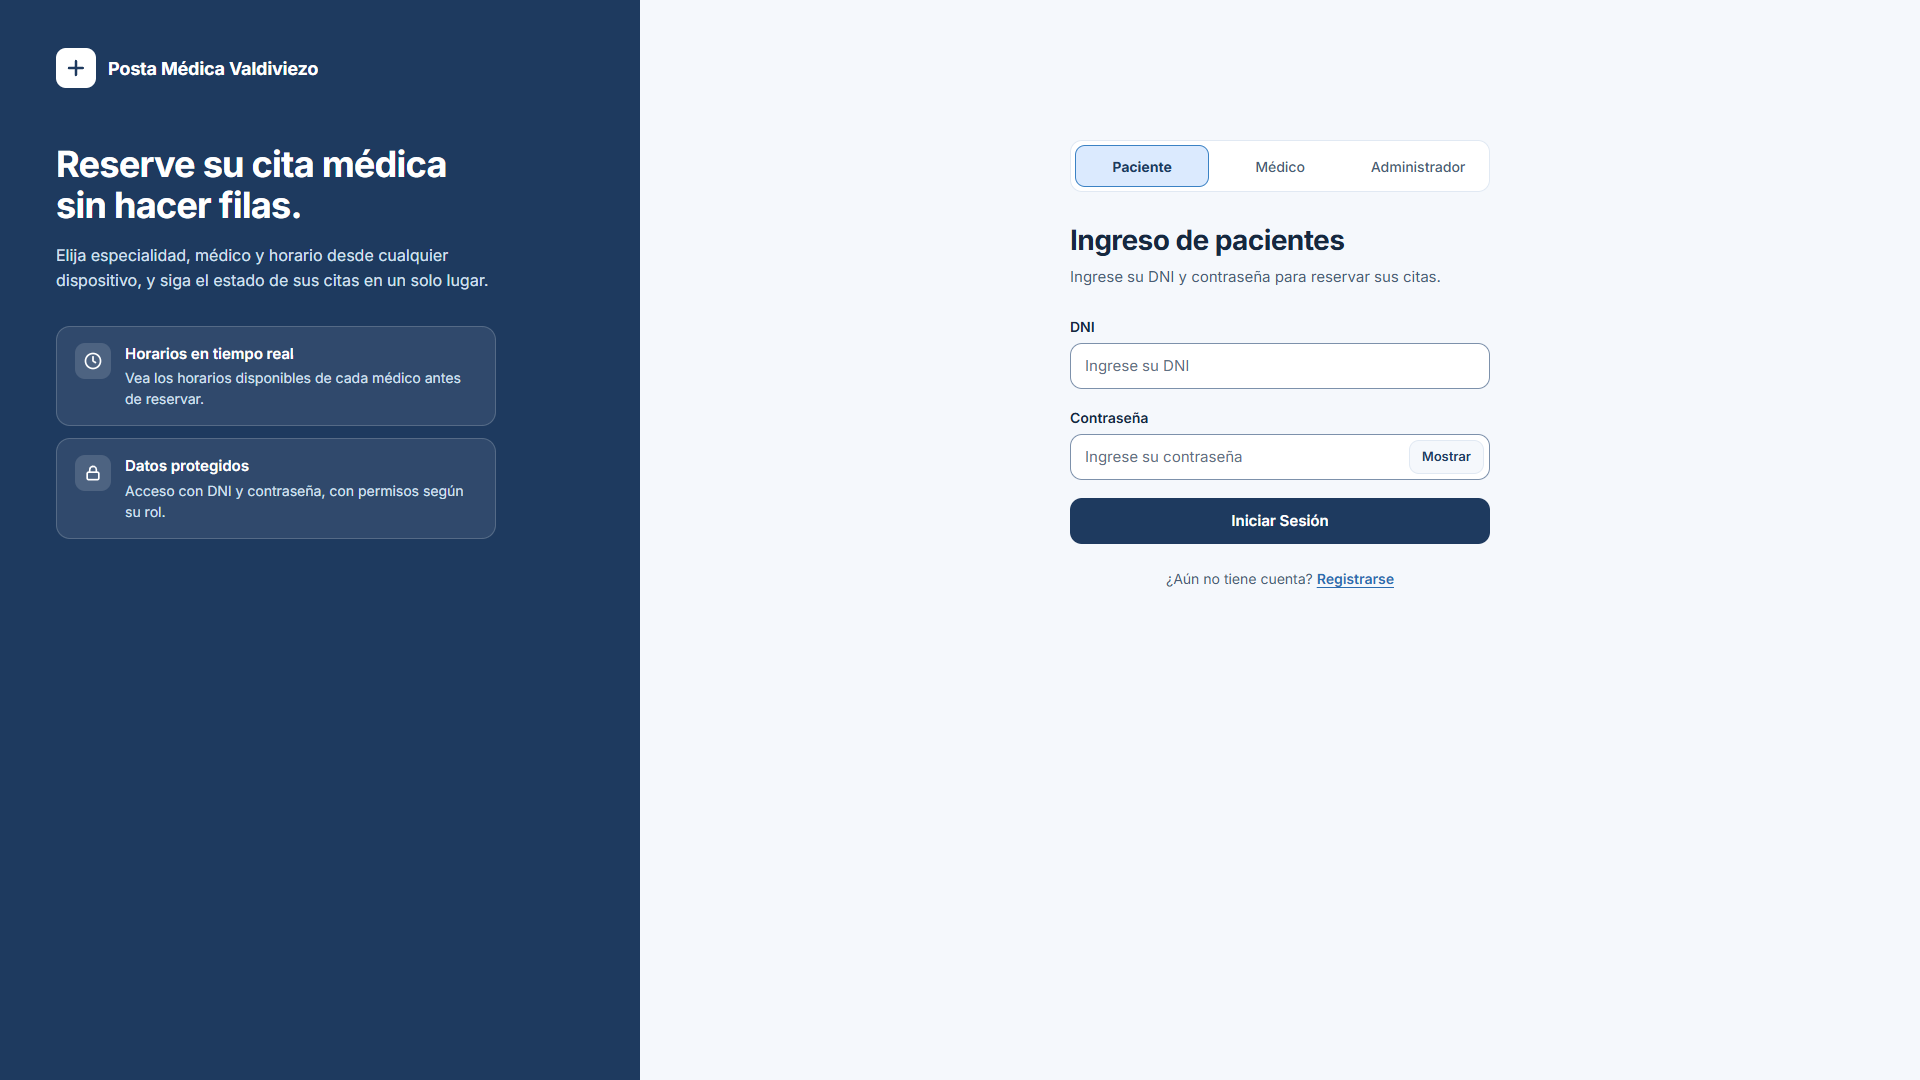 Posta Médica Valdiviezo
Reserve su cita médica
sin hacer filas.
Elija especialidad, médico y horario desde cualquier
dispositivo, y siga el estado de sus citas en un solo lugar.
Horarios en tiempo real
Vea los horarios disponibles de cada médico antes
de reservar.
Datos protegidos
Acceso con DNI y contraseña, con permisos según
su rol.
Paciente Médico Administrador
Ingreso de pacientes
Ingrese su DNI y contraseña para reservar sus citas.
DNI
Ingrese su DNI
Contraseña
Ingrese su contraseña Mostrar
Iniciar Sesión
¿Aún no tiene cuenta? Registrarse